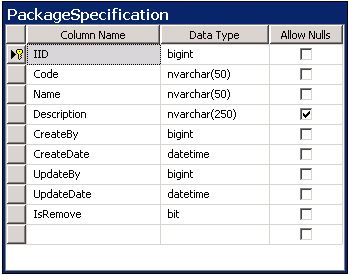 PackageSpecification
Column Name Data Type Allow Nulls
IID bigint
Code nvarchar(50)
Name nvarchar(50)
Description nvarchar(250)
CreateBy bigint
CreateDate datetime
UpdateBy bigint
UpdateDate datetime
IsRemove bit